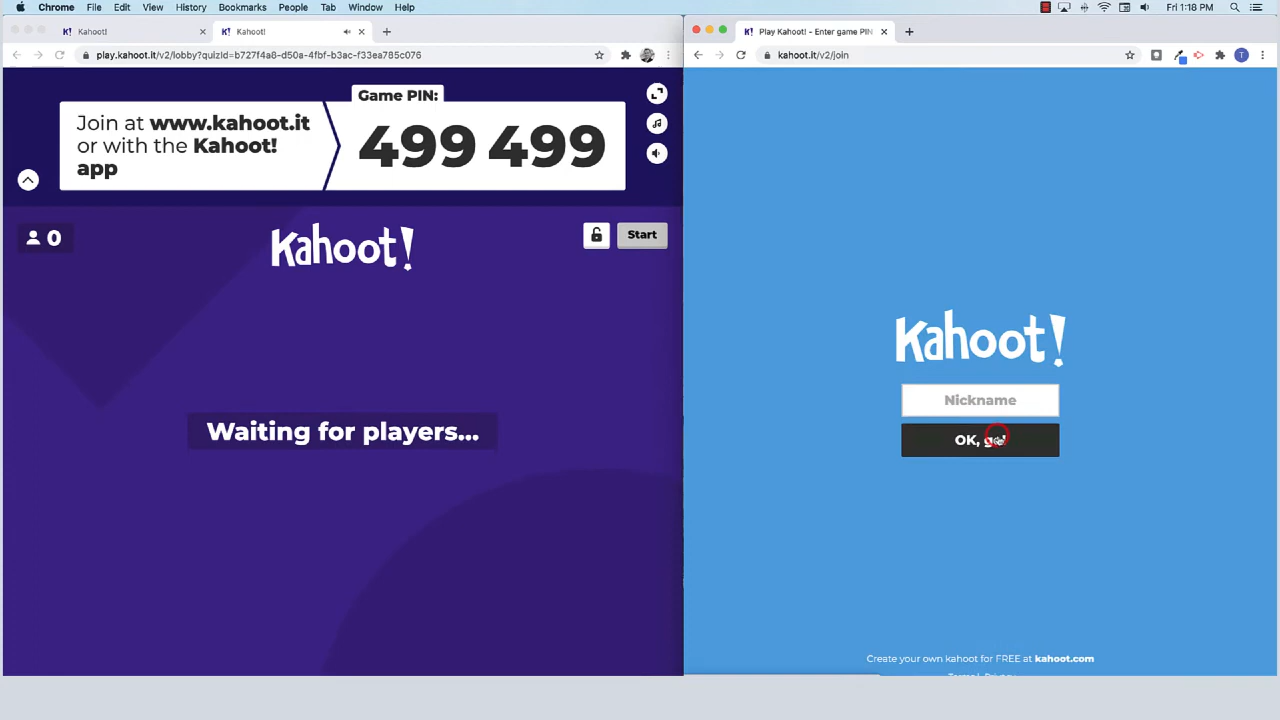 Chrome File Edit View History Bookmarks People Tab Window Help Fri 1:18 PM
Kahoot! Kahoot! Play Kahoot! - Enter game PIN
play.kahoot.it/v2/lobby?quizId=b727f4a8-d50a-4fbf-b3ac-f33ea785c076 kahoot.it/v2/join T
Game PIN:
Join at www.kahoot.it
or with the Kahoot!
app
499 499
0
Kahoot!
Start
Waiting for players...
Kahoot!
Nickname
OK, go!
Create your own kahoot for FREE at kahoot.com
Terms | Privacy